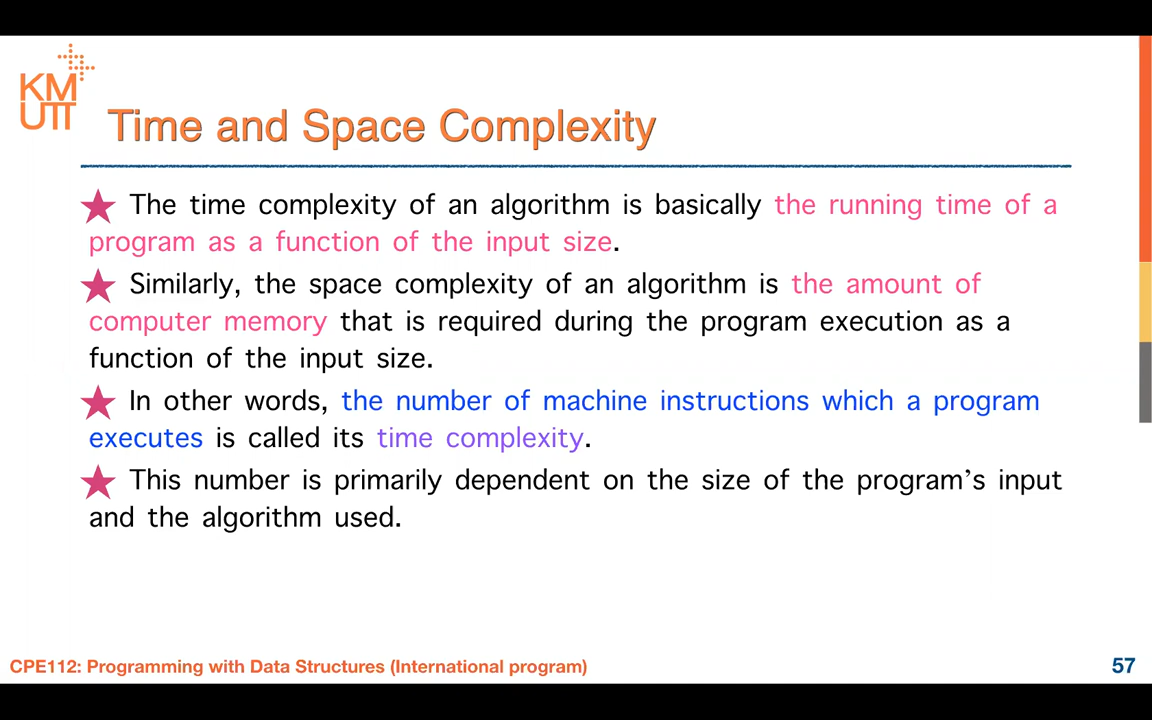 KM
UTT
Time and Space Complexity
The time complexity of an algorithm is basically the running time of a
program as a function of the input size.
Similarly, the space complexity of an algorithm is the amount of
computer memory that is required during the program execution as a
function of the input size.
In other words, the number of machine instructions which a program
executes is called its time complexity.
This number is primarily dependent on the size of the program's input
and the algorithm used.
CPE112: Programming with Data Structures (International program)
57